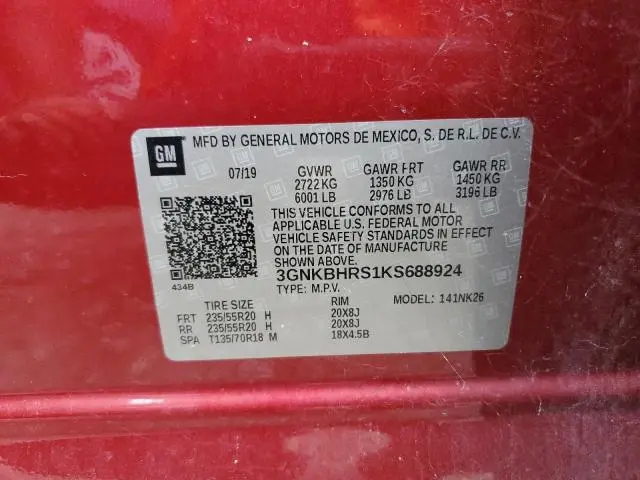 GM MFD BY GENERAL MOTORS DE MEXICO, S. DE R.L. DE C.V.
07/19 GVWR GAWR FRT GAWR RR
2722 KG 1350 KG 1450 KG
6001 LB 2976 LB 3196 LB
THIS VEHICLE CONFORMS TO ALL
APPLICABLE U.S. FEDERAL MOTOR
VEHICLE SAFETY STANDARDS IN EFFECT
ON THE DATE OF MANUFACTURE
SHOWN ABOVE.
3GNKBHRS1KS688924
434B TYPE: M.P.V. MODEL: 141NK26
TIRE SIZE RIM
FRT 235/55R20 H 20X8J
RR 235/55R20 H 20X8J
SPA T135/70R18 M 18X4.5B